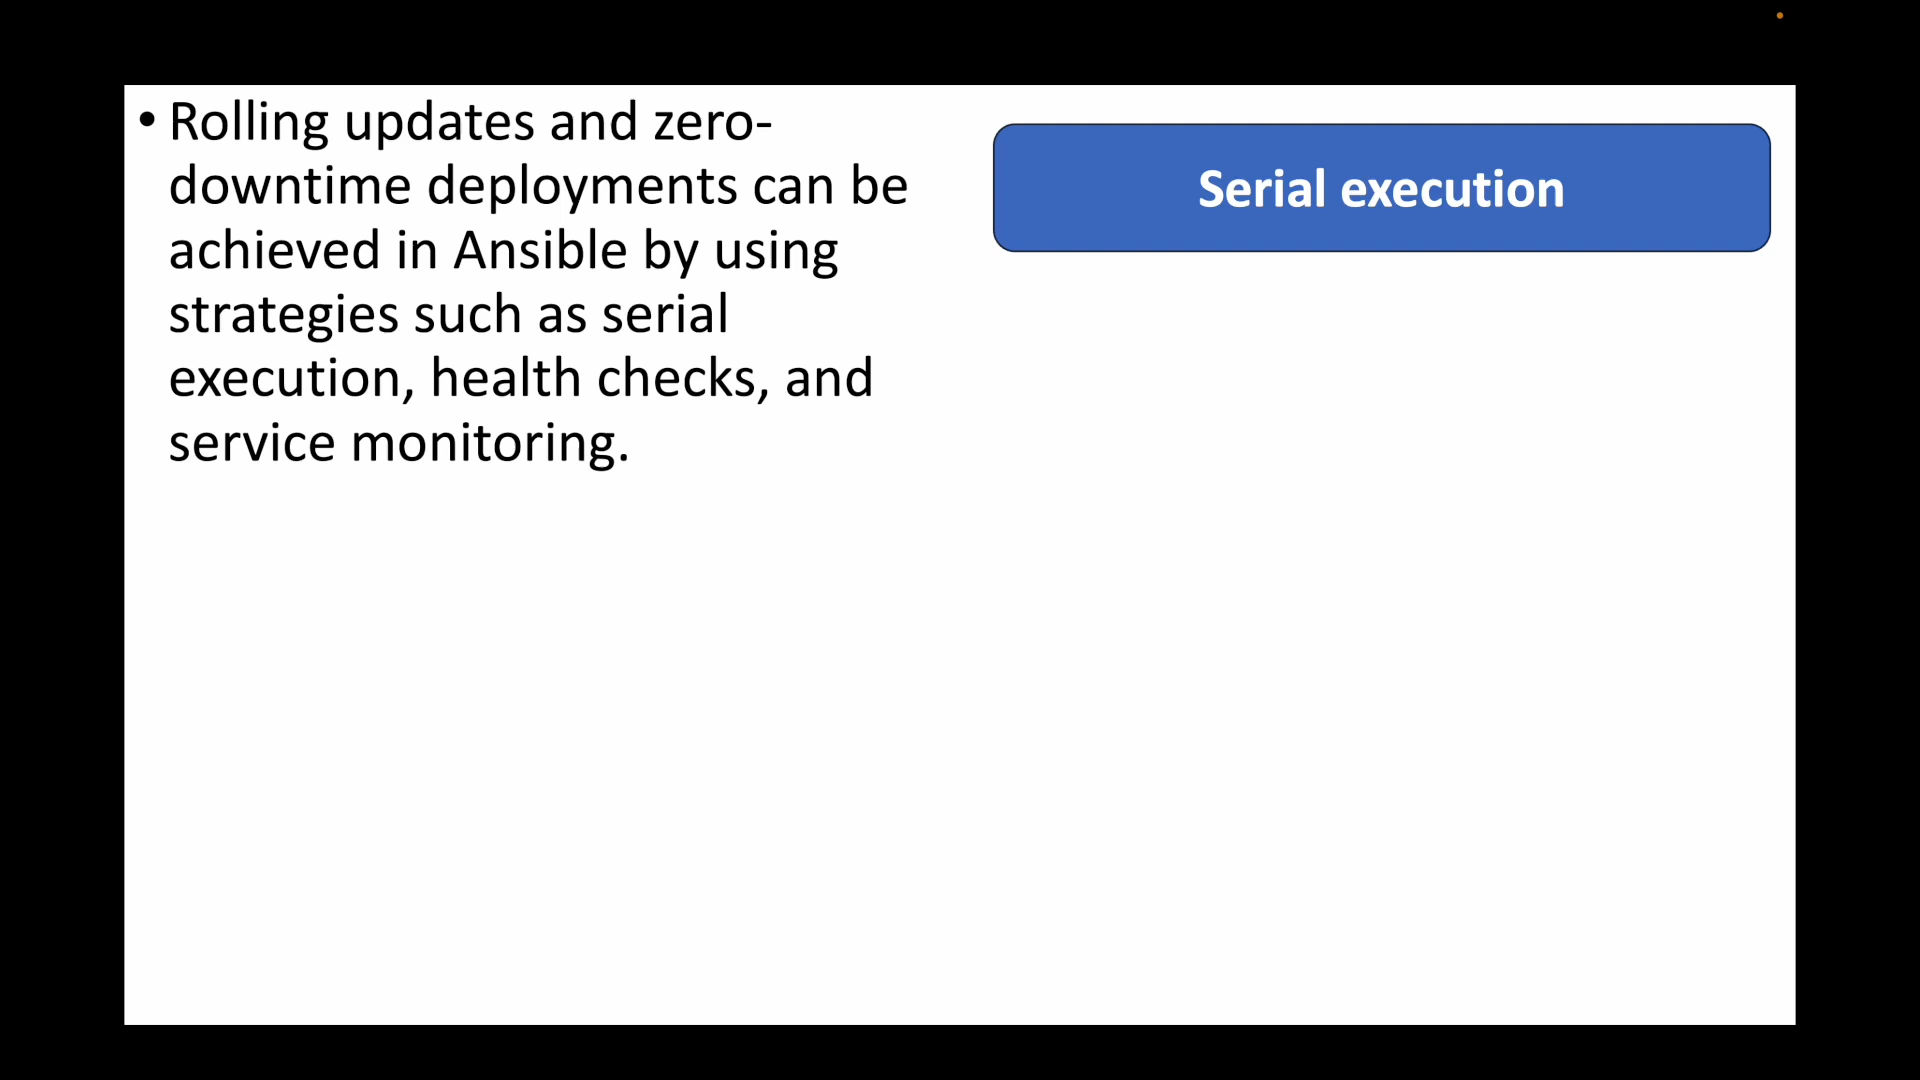 • Rolling updates and zero-
downtime deployments can be
achieved in Ansible by using
strategies such as serial
execution, health checks, and
service monitoring.
Serial execution